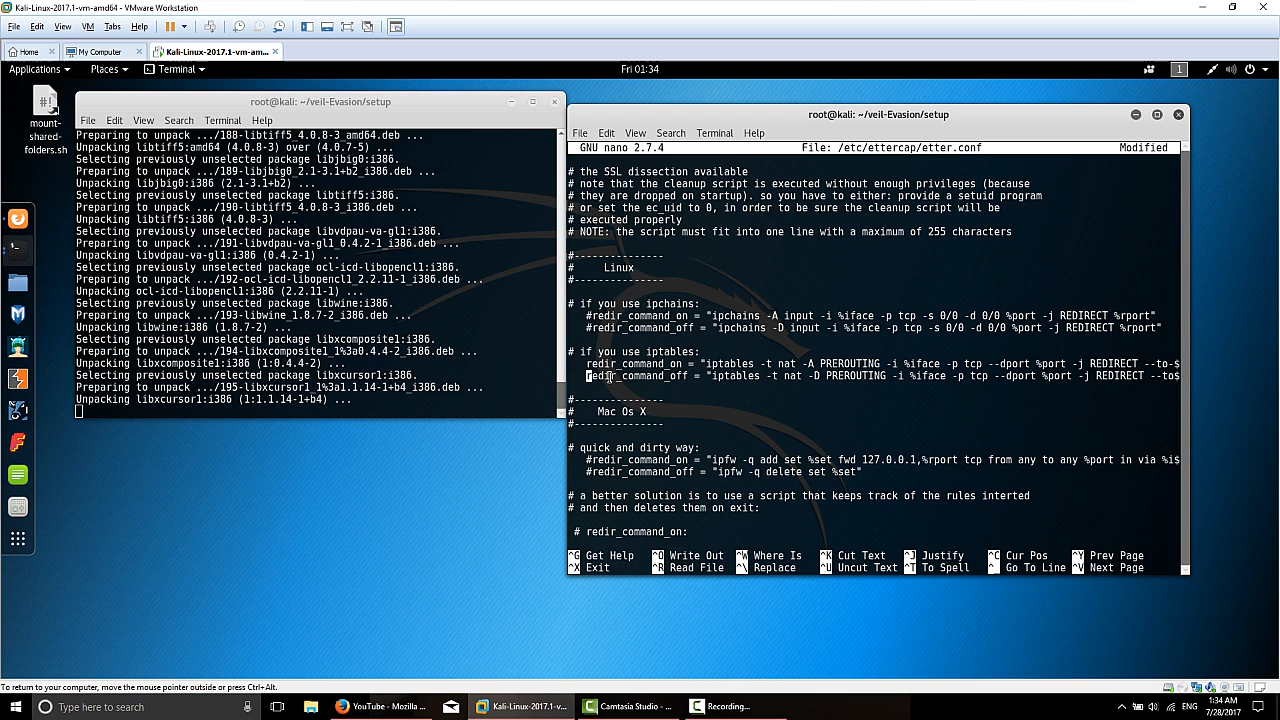 Kali-Linux-2017.1-vm-amd64 - VMware Workstation
File Edit View VM Tabs Help
Home My Computer Kali-Linux-2017.1-vm-am...
Applications Places Terminal Fri 01:34 1
mount-
shared-
folders.sh
root@kali: ~/veil-Evasion/setup
File Edit View Search Terminal Help
Preparing to unpack .../188-libtiff5_4.0.8-3_amd64.deb ...
Unpacking libtiff5:amd64 (4.0.8-3) over (4.0.7-5) ...
Selecting previously unselected package libjbig0:i386.
Preparing to unpack .../189-libjbig0_2.1-3.1+b2_i386.deb ...
Unpacking libjbig0:i386 (2.1-3.1+b2) ...
Selecting previously unselected package libtiff5:i386.
Preparing to unpack .../190-libtiff5_4.0.8-3_i386.deb ...
Unpacking libtiff5:i386 (4.0.8-3) ...
Selecting previously unselected package libvdpau-va-gl1:i386.
Preparing to unpack .../191-libvdpau-va-gl1_0.4.2-1_i386.deb ...
Unpacking libvdpau-va-gl1:i386 (0.4.2-1) ...
Selecting previously unselected package ocl-icd-libopencl1:i386.
Preparing to unpack .../192-ocl-icd-libopencl1_2.2.11-1_i386.deb ...
Unpacking ocl-icd-libopencl1:i386 (2.2.11-1) ...
Selecting previously unselected package libwine:i386.
Preparing to unpack .../193-libwine_1.8.7-2_i386.deb ...
Unpacking libwine:i386 (1.8.7-2) ...
Selecting previously unselected package libxcomposite1:i386.
Preparing to unpack .../194-libxcomposite1_1%3a0.4.4-2_i386.deb ...
Unpacking libxcomposite1:i386 (1:0.4.4-2) ...
Selecting previously unselected package libxcursor1:i386.
Preparing to unpack .../195-libxcursor1_1%3a1.1.14-1+b4_i386.deb ...
Unpacking libxcursor1:i386 (1:1.1.14-1+b4) ...
root@kali: ~/veil-Evasion/setup
File Edit View Search Terminal Help
GNU nano 2.7.4 File: /etc/ettercap/etter.conf Modified
# the SSL dissection available
# note that the cleanup script is executed without enough privileges (because
# they are dropped on startup). so you have to either: provide a setuid program
# or set the ec_uid to 0, in order to be sure the cleanup script will be
# executed properly
# NOTE: the script must fit into one line with a maximum of 255 characters
#---------------
# Linux
#---------------
# if you use ipchains:
#redir_command_on = "ipchains -A input -i %iface -p tcp -s 0/0 -d 0/0 %port -j REDIRECT %rport"
#redir_command_off = "ipchains -D input -i %iface -p tcp -s 0/0 -d 0/0 %port -j REDIRECT %rport"
# if you use iptables:
redir_command_on = "iptables -t nat -A PREROUTING -i %iface -p tcp --dport %port -j REDIRECT --to-$
redir_command_off = "iptables -t nat -D PREROUTING -i %iface -p tcp --dport %port -j REDIRECT --to$
#---------------
# Mac Os X
#---------------
# quick and dirty way:
#redir_command_on = "ipfw -q add set %set fwd 127.0.0.1,%rport tcp from any to any %port in via %i$
#redir_command_off = "ipfw -q delete set %set"
# a better solution is to use a script that keeps track of the rules interted
# and then deletes them on exit:
# redir_command_on:
^G Get Help ^O Write Out ^W Where Is ^K Cut Text ^J Justify ^C Cur Pos ^Y Prev Page
^X Exit ^R Read File ^\ Replace ^U Uncut Text ^T To Spell ^_ Go To Line ^V Next Page
To return to your computer, move the mouse pointer outside or press Ctrl+Alt.
Type here to search YouTube - Mozilla ... Kali-Linux-2017.1-v... Camtasia Studio - ... Recording... ENG 1:34 AM
7/28/2017